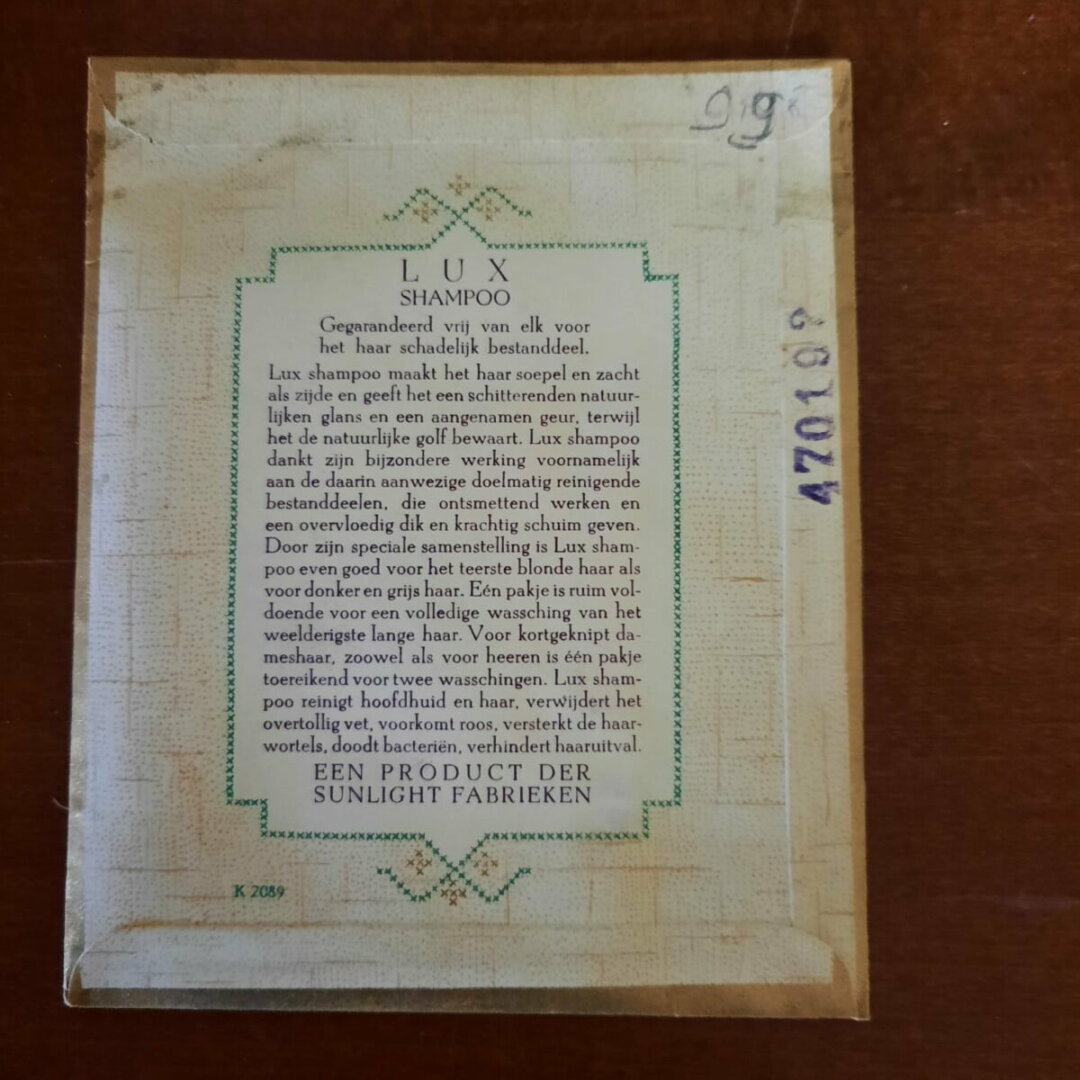 L U X
SHAMPOO
Gegarandeerd vrij van elk voor
het haar schadelijk bestanddeel.
Lux shampoo maakt het haar soepel en zacht
als zijde en geeft het een schitterenden natuur-
lijken glans en een aangenamen geur, terwijl
het de natuurlijke golf bewaart. Lux shampoo
dankt zijn bijzondere werking voornamelijk
aan de daarin aanwezige doelmatig reinigende
bestanddeelen, die ontsmettend werken en
een overvloedig dik en krachtig schuim geven.
Door zijn speciale samenstelling is Lux sham-
poo even goed voor het teerste blonde haar als
voor donker en grijs haar. Eén pakje is ruim vol-
doende voor een volledige wassching van het
weelderigste lange haar. Voor kortgeknipt da-
meshaar, zoowel als voor heeren is één pakje
toereikend voor twee wasschingen. Lux sham-
poo reinigt hoofdhuid en haar, verwijdert het
overtollig vet, voorkomt roos, versterkt de haar-
wortels, doodt bacteriën, verhindert haaruitval.
EEN PRODUCT DER
SUNLIGHT FABRIEKEN
K 2089